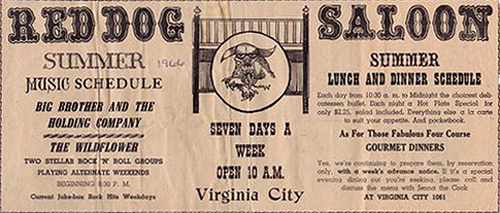 RED DOG SALOON
SUMMER 1966
MUSIC SCHEDULE
BIG BROTHER AND THE
HOLDING COMPANY
THE WILDFLOWER
TWO STELLAR ROCK 'N' ROLL GROUPS
PLAYING ALTERNATE WEEKENDS
BEGINNING 9:30 P. M.
Current Juke-box Rock Hits Weekdays
SEVEN DAYS A
WEEK
OPEN 10 A.M.
Virginia City
SUMMER
LUNCH AND DINNER SCHEDULE
Each day from 10:30 a. m. to Midnight the choicest deli-
catessen bullet. Each night a Hot Plate Special for
only $2.25, salad included. Everything else a la carte
to suit your appetite. And pocketbook.
As For Those Fabulous Four Course
GOURMET DINNERS
Yes, we're continuing to prepare them, by reservation
only, with a week's advance notice. If it's a special
evening dining out you're seeking, please call and
discuss the menu with Jenna the Cook.
AT VIRGINIA CITY 1061